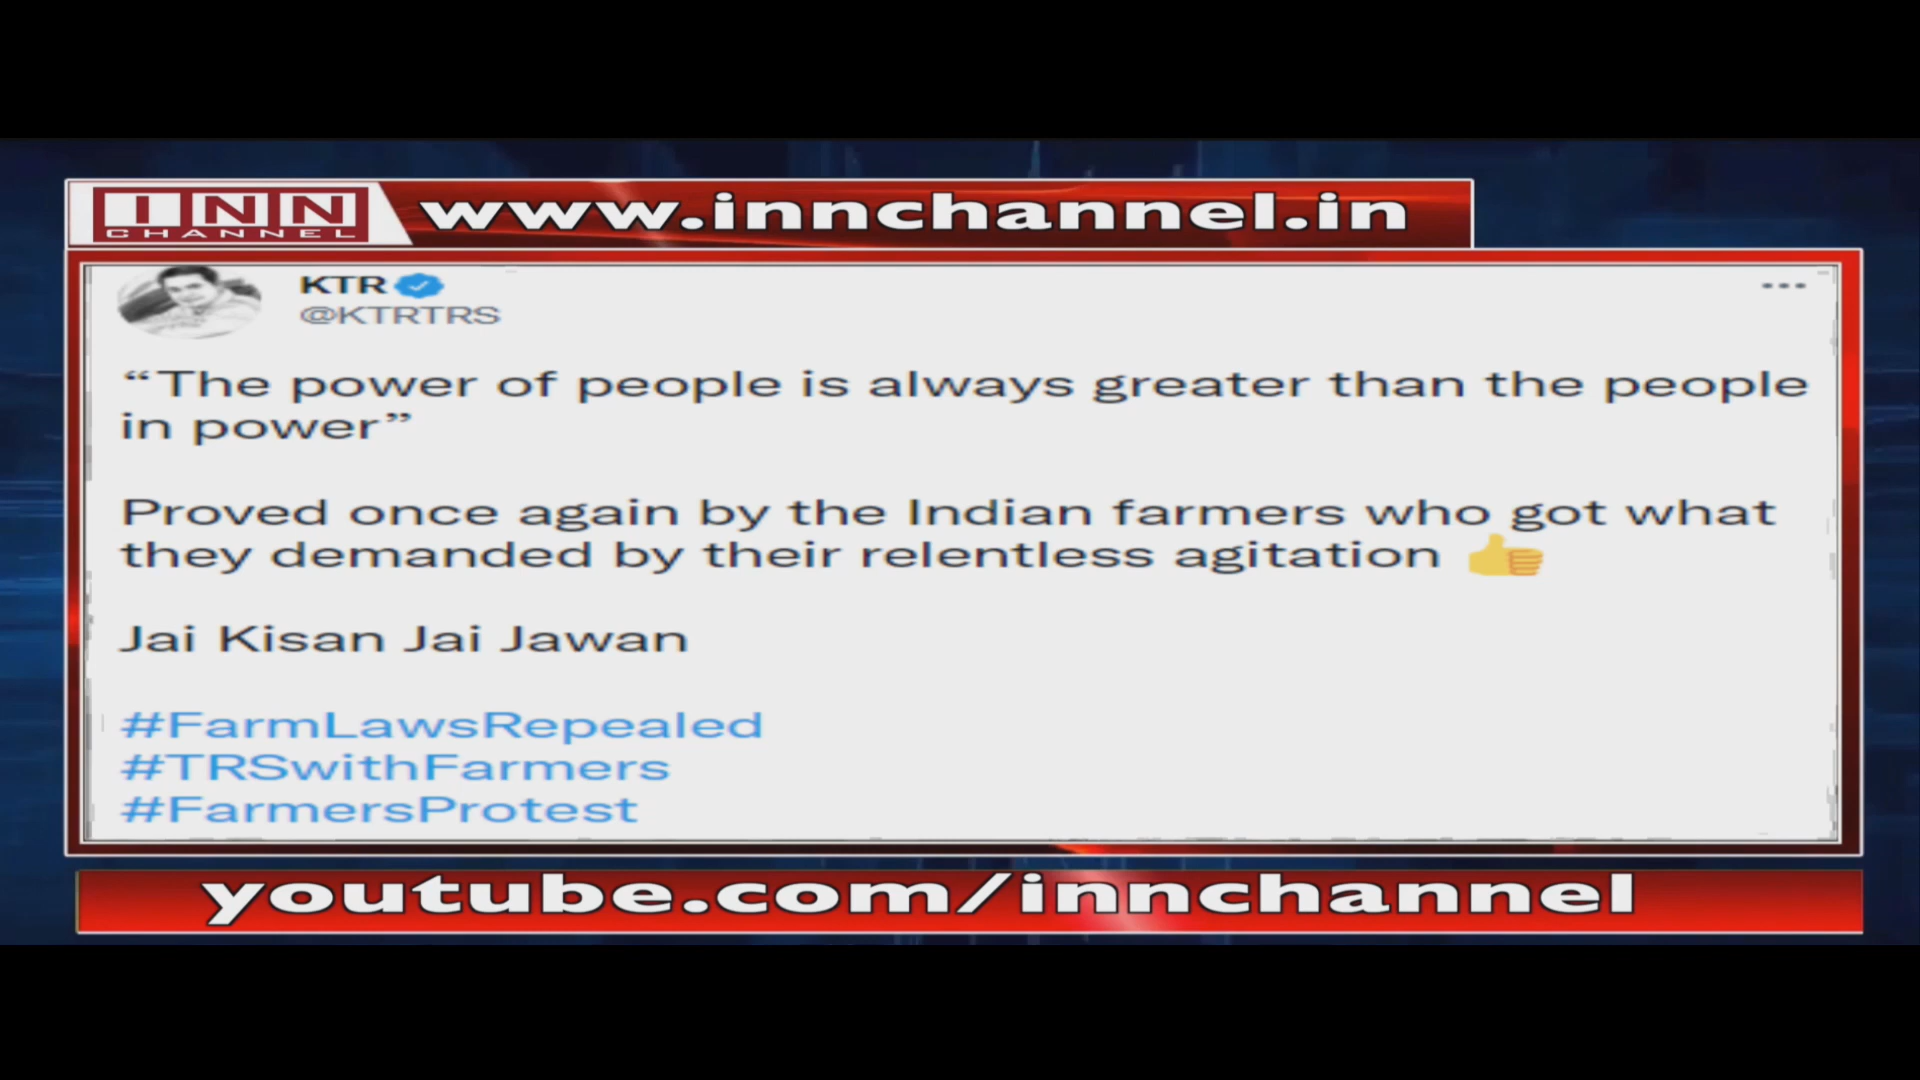 INN
CHANNEL
www.innchannel.in
KTR
@KTRTRS
“The power of people is always greater than the people
in power”
Proved once again by the Indian farmers who got what
they demanded by their relentless agitation 👍
Jai Kisan Jai Jawan
#FarmLawsRepealed
#TRSwithFarmers
#FarmersProtest
youtube.com/innchannel